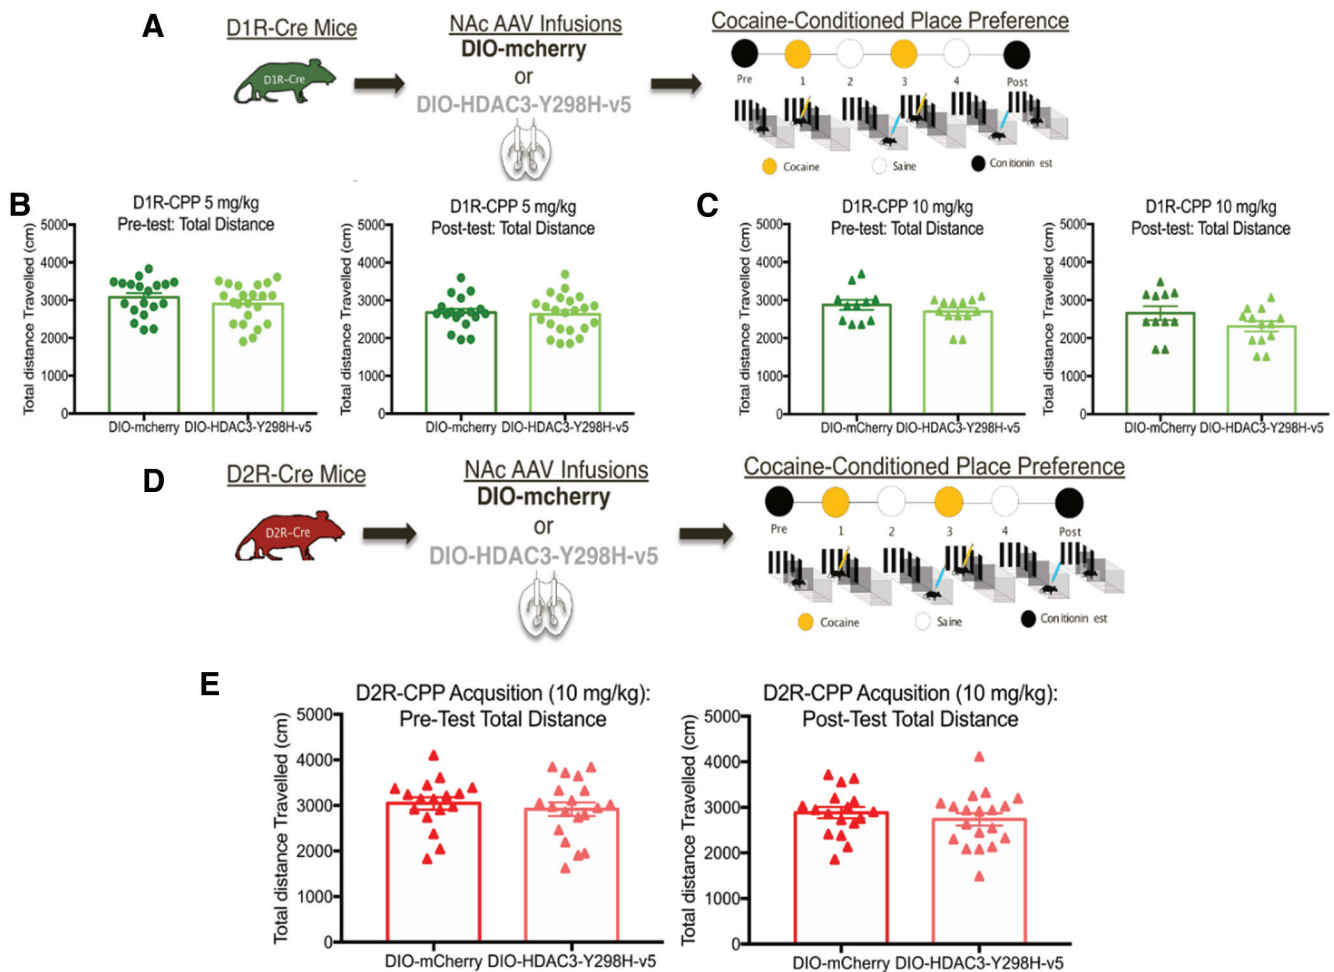 A
D1R-Cre Mice
NAc AAV Infusions
DIO-mcherry
or
DIO-HDAC3-Y298H-v5
Cocaine-Conditioned Place Preference
D1R-Cre
Pre 1 2 3 4 Post
Cocaine Saine Conitionin est
B
D1R-CPP 5 mg/kg
Pre-test: Total Distance
Total distance Travelled (cm)
5000
4000
3000
2000
1000
0
DIO-mcherry DIO-HDAC3-Y298H-v5
D1R-CPP 5 mg/kg
Post-test: Total Distance
Total distance Travelled (cm)
5000
4000
3000
2000
1000
0
DIO-mcherry DIO-HDAC3-Y298H-v5
C
D1R-CPP 10 mg/kg
Pre-test: Total Distance
Total distance Travelled (cm)
5000
4000
3000
2000
1000
0
DIO-mCherry DIO-HDAC3-Y298H-v5
D1R-CPP 10 mg/kg
Post-test: Total Distance
Total distance Travelled (cm)
5000
4000
3000
2000
1000
0
DIO-mCherry DIO-HDAC3-Y298H-v5
D
D2R-Cre Mice
NAc AAV Infusions
DIO-mcherry
or
DIO-HDAC3-Y298H-v5
Cocaine-Conditioned Place Preference
D2R-Cre
Pre 1 2 3 4 Post
Cocaine Saine Conitionin est
E
D2R-CPP Acqusition (10 mg/kg):
Pre-Test Total Distance
Total distance Travelled (cm)
5000
4000
3000
2000
1000
0
DIO-mCherry DIO-HDAC3-Y298H-v5
D2R-CPP Acqusition (10 mg/kg):
Post-Test Total Distance
Total distance Travelled (cm)
5000
4000
3000
2000
1000
0
DIO-mCherry DIO-HDAC3-Y298H-v5